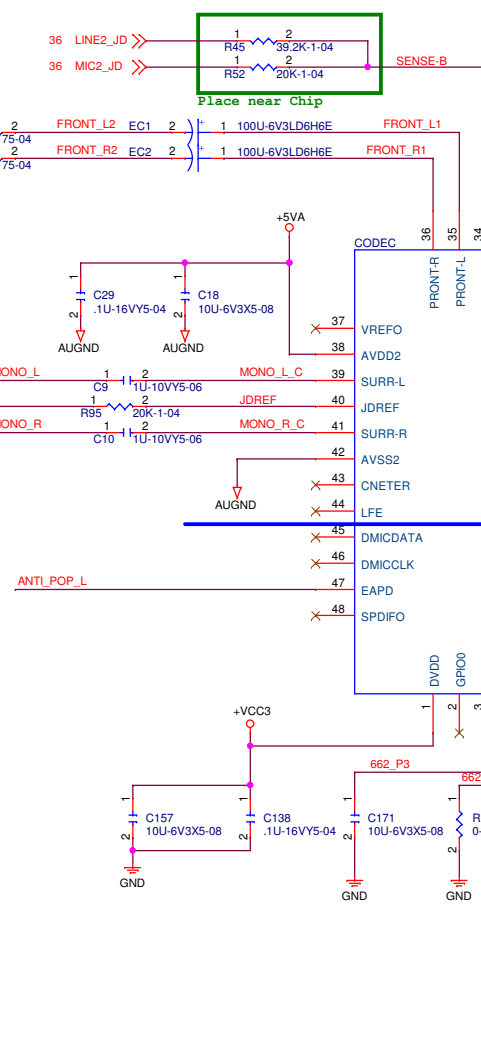 36 LINE2_JD 1 2
R45 39.2K-1-04
36 MIC2_JD 1 2 SENSE-B
R52 20K-1-04
Place near Chip
2 FRONT_L2 EC1 2 1 100U-6V3LD6H6E FRONT_L1
75-04
2 FRONT_R2 EC2 2 1 100U-6V3LD6H6E FRONT_R1
75-04
+5VA
36 35 34
CODEC
PRONT-R PRONT-L
1 C29 2
.1U-16VY5-04
1 C18 2
10U-6V3X5-08
AUGND AUGND
37 VREFO
38 AVDD2
MONO_L 1 2 MONO_L_C 39 SURR-L
C9 1U-10VY5-06
1 2 JDREF 40 JDREF
R95 20K-1-04
MONO_R 1 2 MONO_R_C 41 SURR-R
C10 1U-10VY5-06
42 AVSS2
43 CNETER
AUGND
44 LFE
45 DMICDATA
46 DMICCLK
ANTI_POP_L 47 EAPD
48 SPDIFO
DVDD GPIO0
1 2 3
+VCC3
662_P3
662
1 C157 2
10U-6V3X5-08
1 C138 2
.1U-16VY5-04
1 C171 2
10U-6V3X5-08
1 R 2
0-
GND GND GND